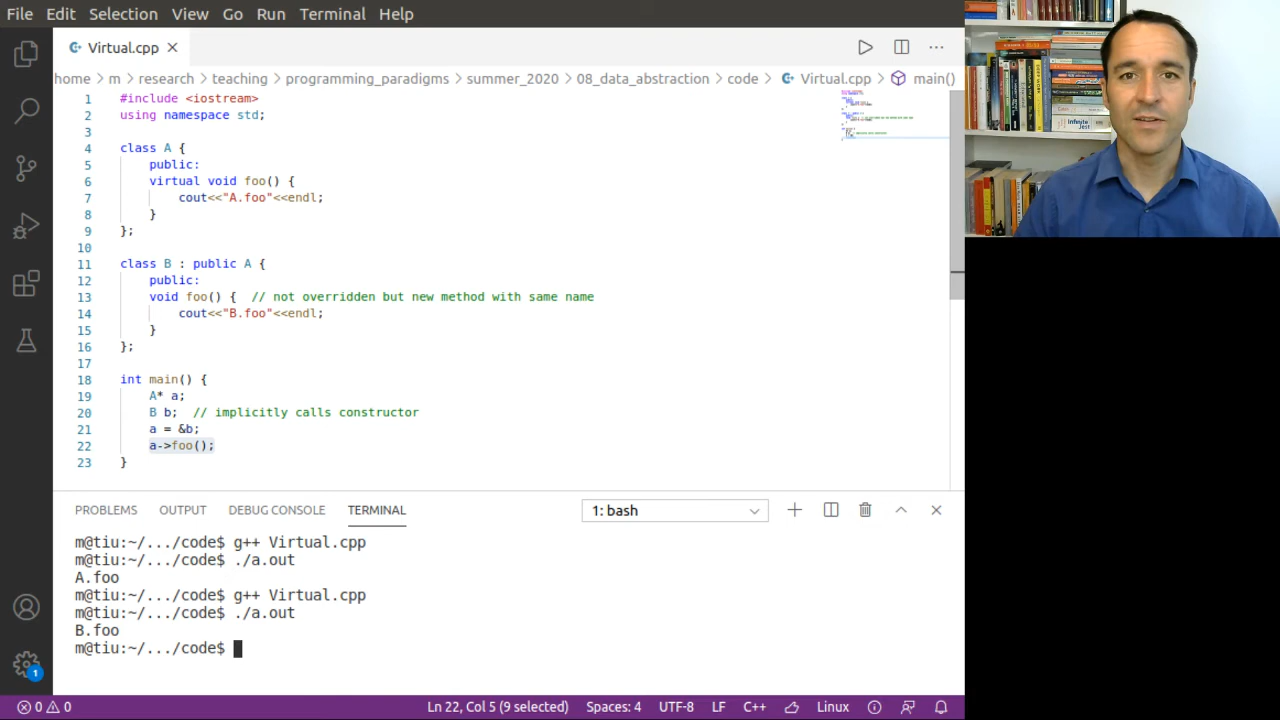 File Edit Selection View Go Run Terminal Help
Virtual.cpp
home > m > research > teaching > programming_paradigms > summer_2020 > 08_data_abstraction > code > Virtual.cpp > main()
1 #include <iostream>
2 using namespace std;
3
4 class A {
5 public:
6 virtual void foo() {
7 cout<<"A.foo"<<endl;
8 }
9 };
10
11 class B : public A {
12 public:
13 void foo() { // not overridden but new method with same name
14 cout<<"B.foo"<<endl;
15 }
16 };
17
18 int main() {
19 A* a;
20 B b; // implicitly calls constructor
21 a = &b;
22 a->foo();
23 }
PROBLEMS OUTPUT DEBUG CONSOLE TERMINAL 1: bash
m@tiu:~/.../code$ g++ Virtual.cpp
m@tiu:~/.../code$ ./a.out
A.foo
m@tiu:~/.../code$ g++ Virtual.cpp
m@tiu:~/.../code$ ./a.out
B.foo
m@tiu:~/.../code$
1
0 0 Ln 22, Col 5 (9 selected) Spaces: 4 UTF-8 LF C++ Linux
Infinite Jest